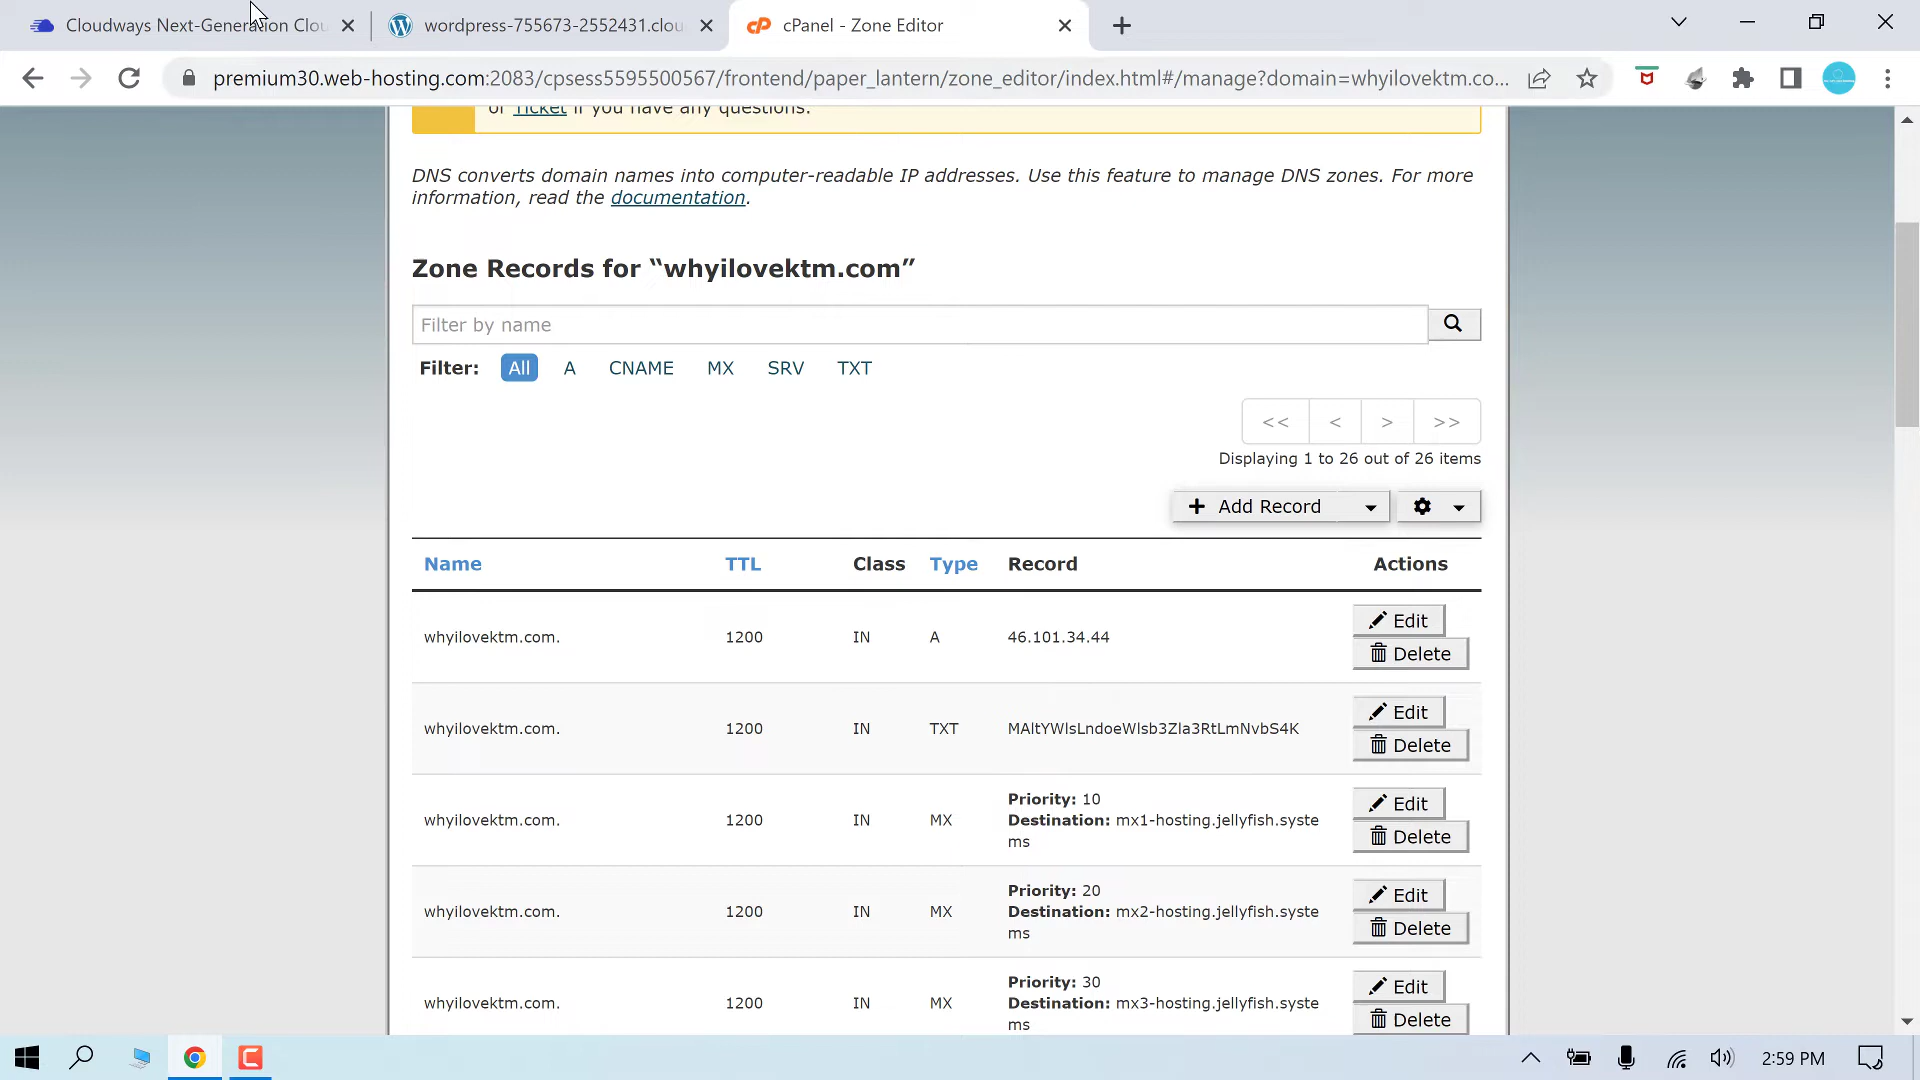 Cloudways Next-Generation Clou
wordpress-755673-2552431.clou
cPanel - Zone Editor
premium30.web-hosting.com:2083/cpsess5595500567/frontend/paper_lantern/zone_editor/index.html#/manage?domain=whyilovektm.co...
or Ticket if you have any questions.
DNS converts domain names into computer-readable IP addresses. Use this feature to manage DNS zones. For more
information, read the documentation.
Zone Records for “whyilovektm.com”
Filter by name
Filter: All A CNAME MX SRV TXT
<< < > >>
Displaying 1 to 26 out of 26 items
+ Add Record
Name TTL Class Type Record Actions
whyilovektm.com. 1200 IN A 46.101.34.44 Edit
Delete
whyilovektm.com. 1200 IN TXT MAltYWlsLndoeWlsb3Zla3RtLmNvbS4K Edit
Delete
Priority: 10
whyilovektm.com. 1200 IN MX Destination: mx1-hosting.jellyfish.syste Edit
ms Delete
Priority: 20
whyilovektm.com. 1200 IN MX Destination: mx2-hosting.jellyfish.syste Edit
ms Delete
Priority: 30
whyilovektm.com. 1200 IN MX Destination: mx3-hosting.jellyfish.syste Edit
ms Delete
2:59 PM